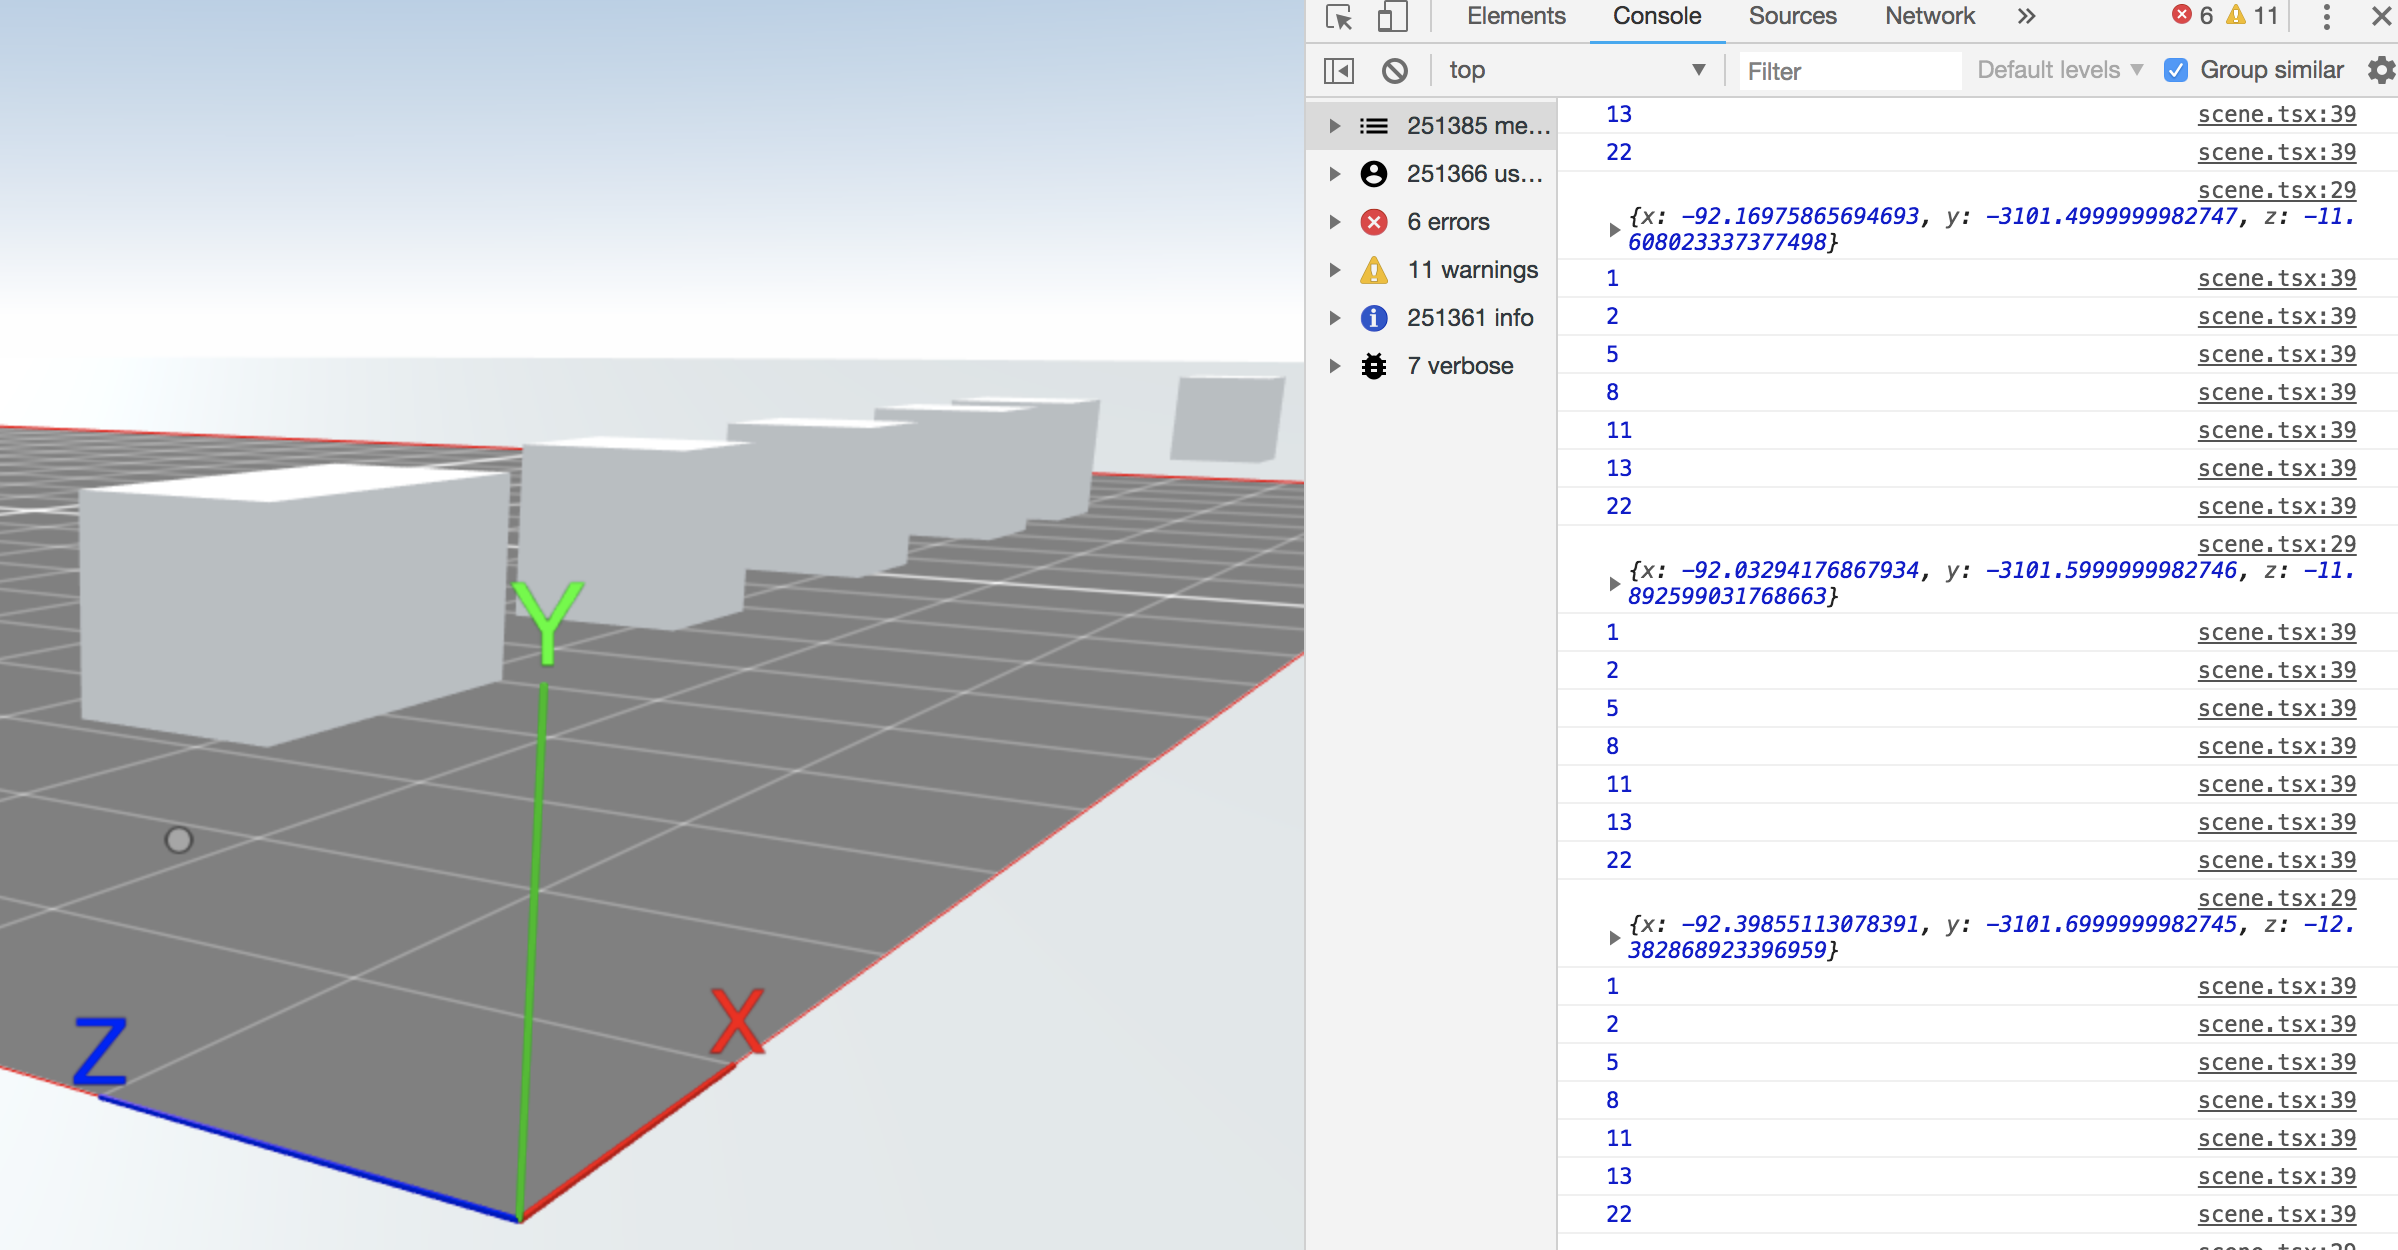 Z
Y
X
Elements Console Sources Network » 6 11
top Filter Default levels Group similar
251385 me...
251366 us...
6 errors
11 warnings
251361 info
7 verbose
13 scene.tsx:39
22 scene.tsx:39
scene.tsx:29
{x: -92.16975865694693, y: -3101.4999999982747, z: -11.
608023337377498}
1 scene.tsx:39
2 scene.tsx:39
5 scene.tsx:39
8 scene.tsx:39
11 scene.tsx:39
13 scene.tsx:39
22 scene.tsx:39
scene.tsx:29
{x: -92.03294176867934, y: -3101.5999999982746, z: -11.
892599031768663}
1 scene.tsx:39
2 scene.tsx:39
5 scene.tsx:39
8 scene.tsx:39
11 scene.tsx:39
13 scene.tsx:39
22 scene.tsx:39
scene.tsx:29
{x: -92.39855113078391, y: -3101.6999999982745, z: -12.
382868923396959}
1 scene.tsx:39
2 scene.tsx:39
5 scene.tsx:39
8 scene.tsx:39
11 scene.tsx:39
13 scene.tsx:39
22 scene.tsx:39